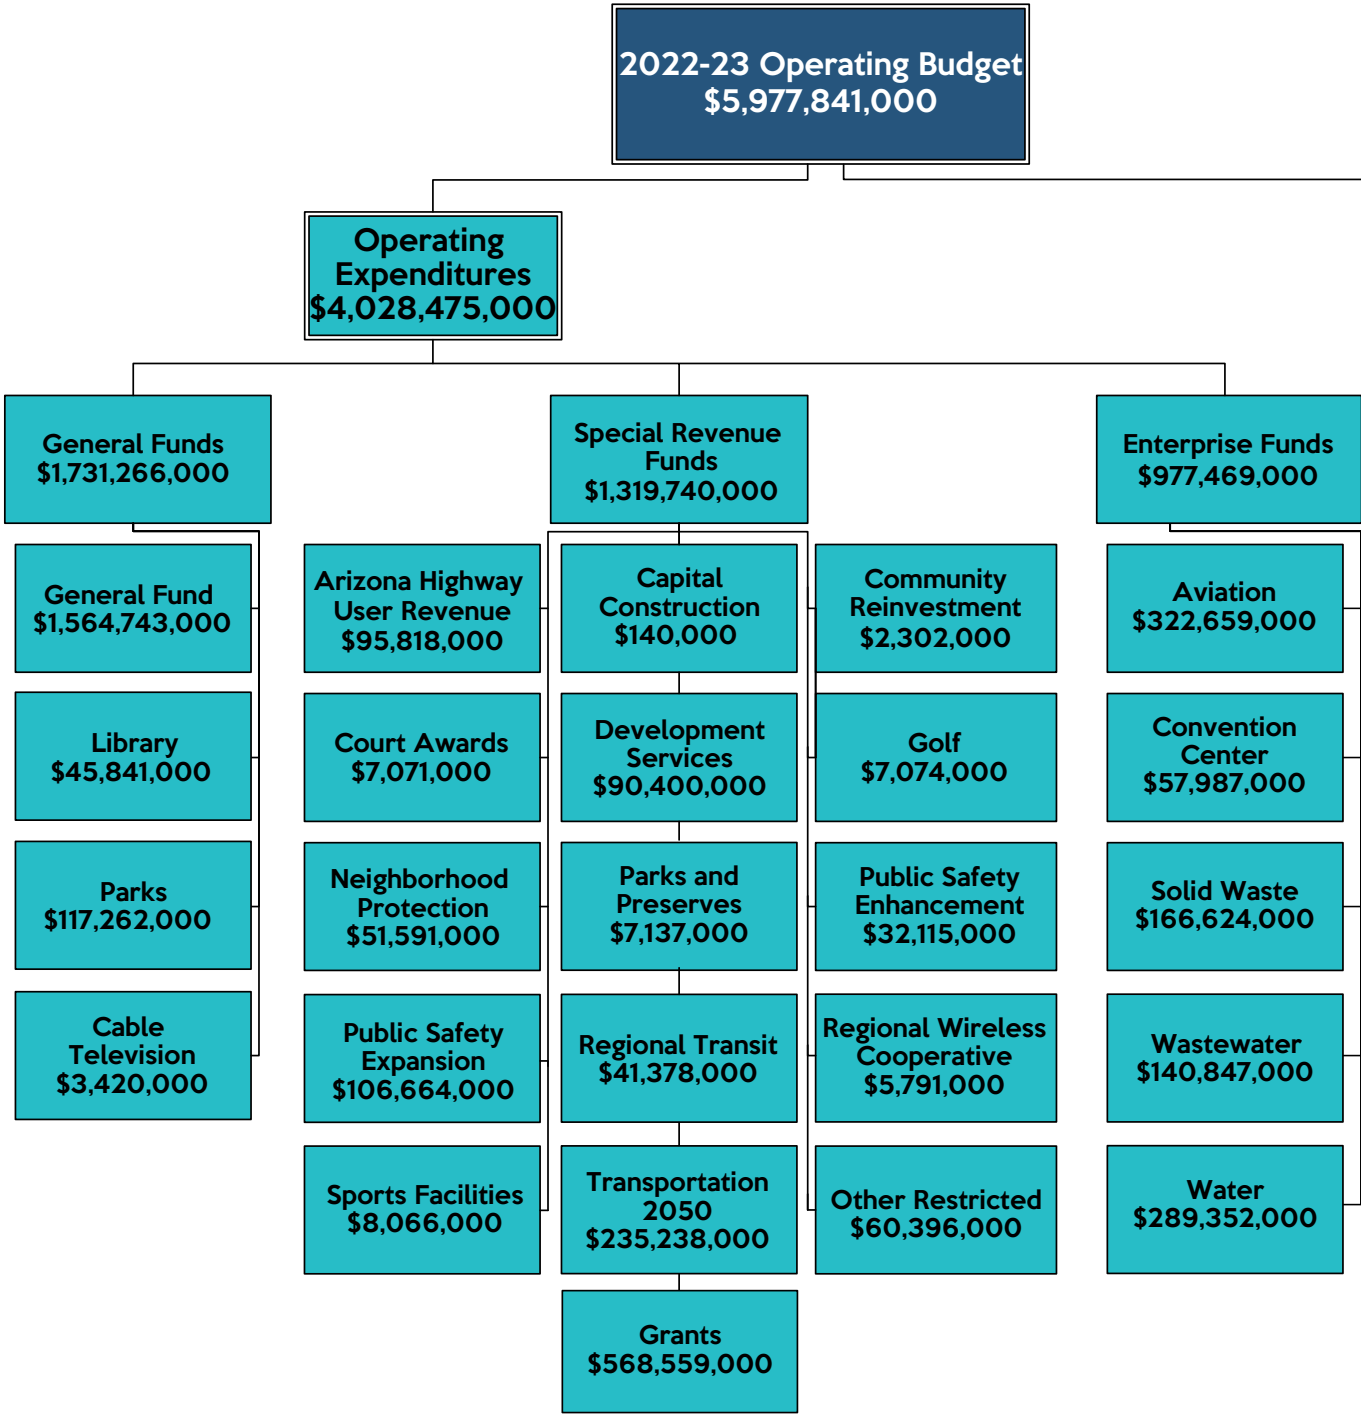 2022-23 Operating Budget
$5,977,841,000
Operating
Expenditures
$4,028,475,000
General Funds
$1,731,266,000
Special Revenue
Funds
$1,319,740,000
Enterprise Funds
$977,469,000
General Fund
$1,564,743,000
Library
$45,841,000
Parks
$117,262,000
Cable
Television
$3,420,000
Arizona Highway
User Revenue
$95,818,000
Court Awards
$7,071,000
Neighborhood
Protection
$51,591,000
Public Safety
Expansion
$106,664,000
Sports Facilities
$8,066,000
Capital
Construction
$140,000
Development
Services
$90,400,000
Parks and
Preserves
$7,137,000
Regional Transit
$41,378,000
Transportation
2050
$235,238,000
Grants
$568,559,000
Community
Reinvestment
$2,302,000
Golf
$7,074,000
Public Safety
Enhancement
$32,115,000
Regional Wireless
Cooperative
$5,791,000
Other Restricted
$60,396,000
Aviation
$322,659,000
Convention
Center
$57,987,000
Solid Waste
$166,624,000
Wastewater
$140,847,000
Water
$289,352,000